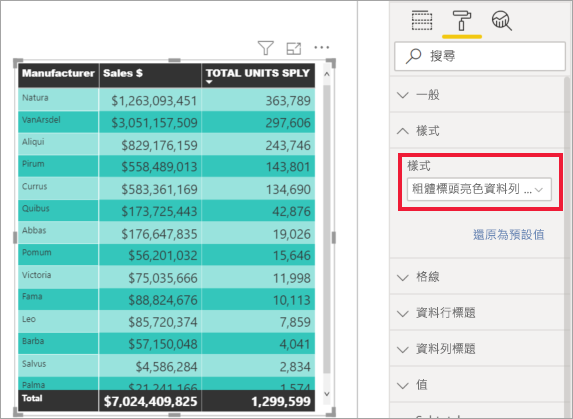 Manufacturer Sales $ TOTAL UNITS SPLY
Natura $1,263,093,451 363,789
VanArsdel $3,051,157,509 297,606
Aliqui $829,176,159 243,746
Pirum $558,489,013 143,801
Currus $583,361,169 134,690
Quibus $173,725,443 42,876
Abbas $176,647,835 19,026
Pomum $56,201,032 15,646
Victoria $75,035,666 11,998
Fama $88,824,676 10,113
Leo $85,720,374 7,859
Barba $57,150,048 4,041
Salvus $4,586,284 2,834
Palma $21,241,166 1,574
Total $7,024,409,825 1,299,599
搜尋
一般
樣式
樣式
粗體標頭亮色資料列 ...
還原為預設值
格線
資料行標題
資料列標題
值